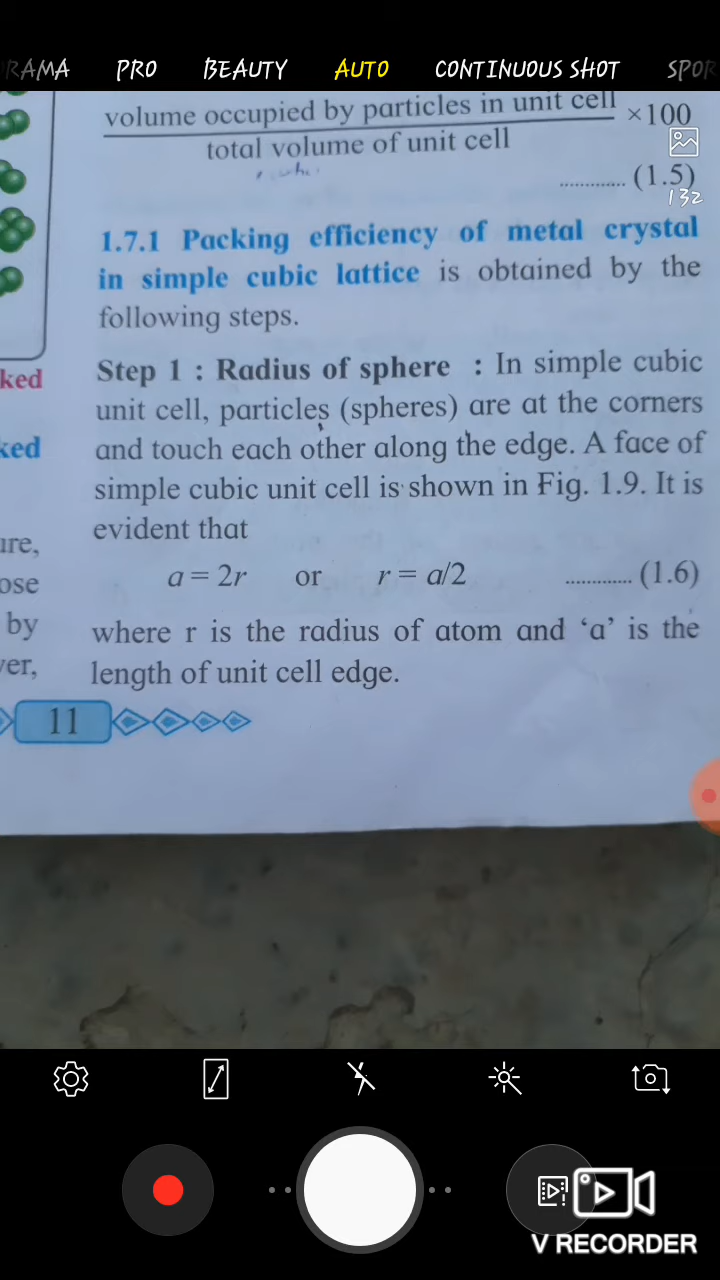 RAMA PRO BEAUTY AUTO CONTINUOUS SHOT SPOR
volume occupied by particles in unit cell ×100
total volume of unit cell
............. (1.5)
132
1.7.1 Packing efficiency of metal crystal
in simple cubic lattice is obtained by the
following steps.
ked
Step 1 : Radius of sphere : In simple cubic
unit cell, particles (spheres) are at the corners
ked
and touch each other along the edge. A face of
simple cubic unit cell is shown in Fig. 1.9. It is
evident that
ure,
a = 2r or r = a/2 ............. (1.6)
ose
by
where r is the radius of atom and ‘a’ is the
ver,
length of unit cell edge.
11
V RECORDER